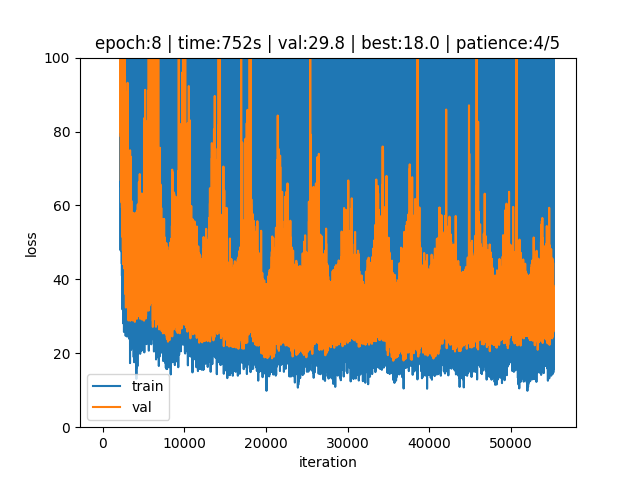 epoch:8 | time:752s | val:29.8 | best:18.0 | patience:4/5
100
80
60
40
20
0
loss
train
val
0 10000 20000 30000 40000 50000
iteration